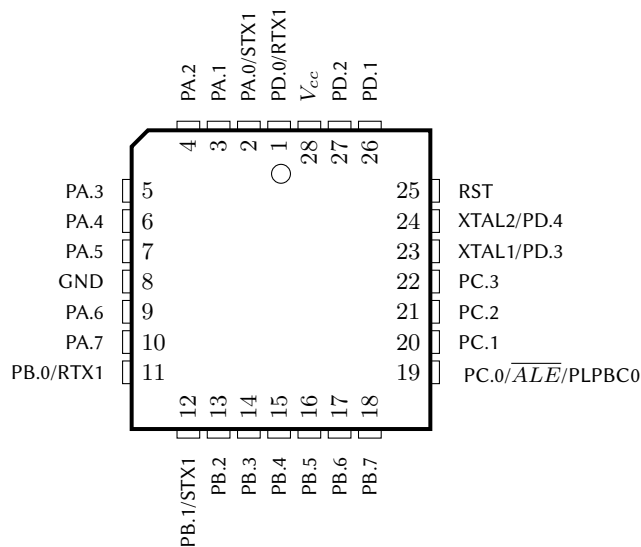 PA.2
PA.1
PA.0/STX1
PD.0/RTX1
Vcc
PD.2
PD.1
4
3
2
1
28
27
26
PA.3 5
PA.4 6
PA.5 7
GND 8
PA.6 9
PA.7 10
PB.0/RTX1 11
25 RST
24 XTAL2/PD.4
23 XTAL1/PD.3
22 PC.3
21 PC.2
20 PC.1
19 PC.0/A̅L̅E̅/PLPBC0
12
13
14
15
16
17
18
PB.1/STX1
PB.2
PB.3
PB.4
PB.5
PB.6
PB.7